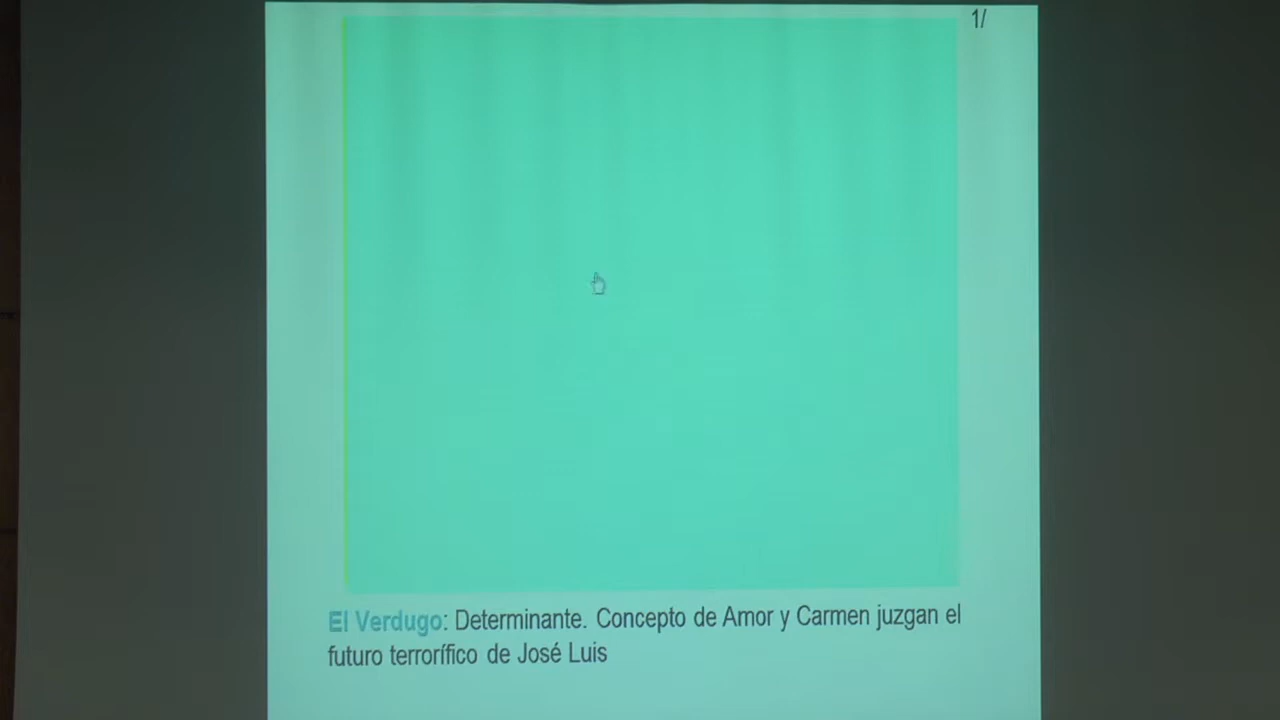 1/
El Verdugo: Determinante. Concepto de Amor y Carmen juzgan el
futuro terrorífico de José Luis